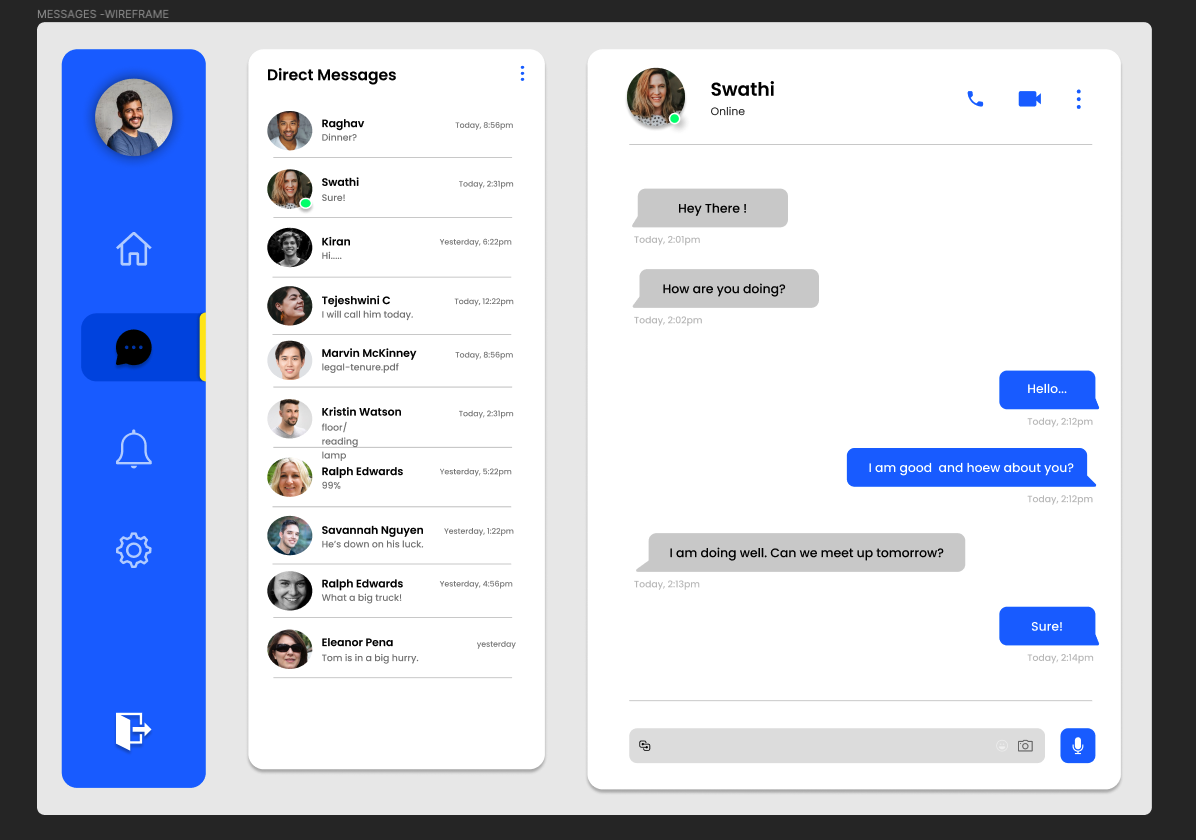 MESSAGES -WIREFRAME
Direct Messages
Raghav
Today, 8:56pm
Dinner?
Swathi
Today, 2:31pm
Sure!
Kiran
Yesterday, 6:22pm
Hi.....
Tejeshwini C
Today, 12:22pm
I will call him today.
Marvin McKinney
Today, 8:56pm
legal-tenure.pdf
Kristin Watson
Today, 2:31pm
floor/
reading
lamp
Ralph Edwards
Yesterday, 5:22pm
99%
Savannah Nguyen
Yesterday, 1:22pm
He's down on his luck.
Ralph Edwards
Yesterday, 4:56pm
What a big truck!
Eleanor Pena
yesterday
Tom is in a big hurry.
Swathi
Online
Hey There !
Today, 2:01pm
How are you doing?
Today, 2:02pm
Hello...
Today, 2:12pm
I am good  and hoew about you?
Today, 2:12pm
I am doing well. Can we meet up tomorrow?
Today, 2:13pm
Sure!
Today, 2:14pm